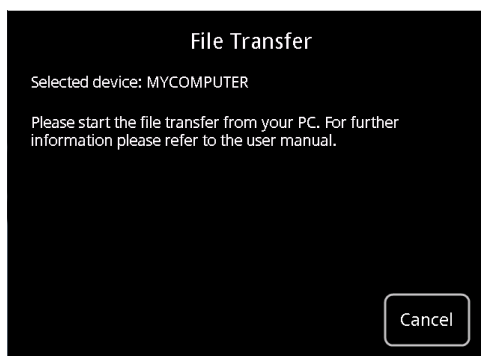 File Transfer
Selected device: MYCOMPUTER
Please start the file transfer from your PC. For further
information please refer to the user manual.
Cancel